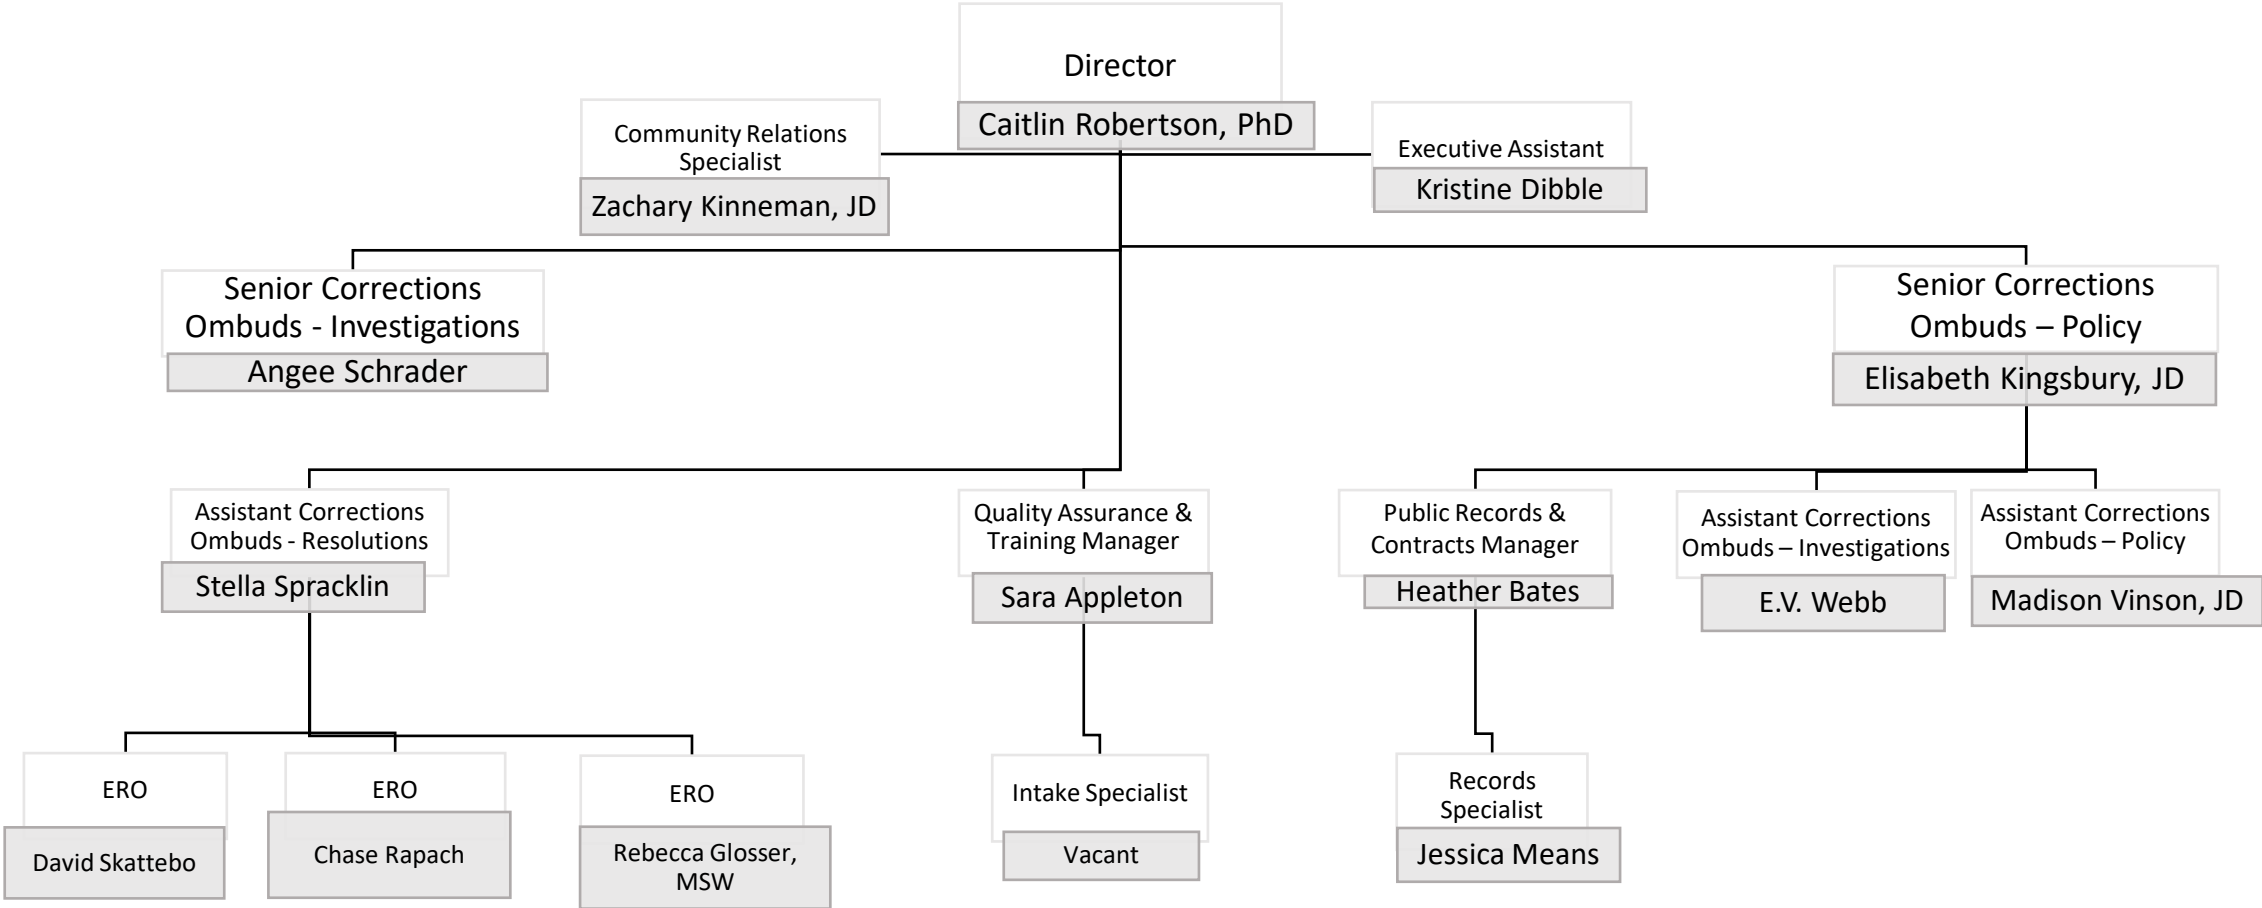 Director
Caitlin Robertson, PhD
Community Relations
Specialist
Zachary Kinneman, JD
Executive Assistant
Kristine Dibble
Senior Corrections
Ombuds - Investigations
Angee Schrader
Senior Corrections
Ombuds – Policy
Elisabeth Kingsbury, JD
Assistant Corrections
Ombuds - Resolutions
Stella Spracklin
Quality Assurance &
Training Manager
Sara Appleton
Public Records &
Contracts Manager
Heather Bates
Assistant Corrections
Ombuds – Investigations
E.V. Webb
Assistant Corrections
Ombuds – Policy
Madison Vinson, JD
ERO
David Skattebo
ERO
Chase Rapach
ERO
Rebecca Glosser,
MSW
Intake Specialist
Vacant
Records
Specialist
Jessica Means